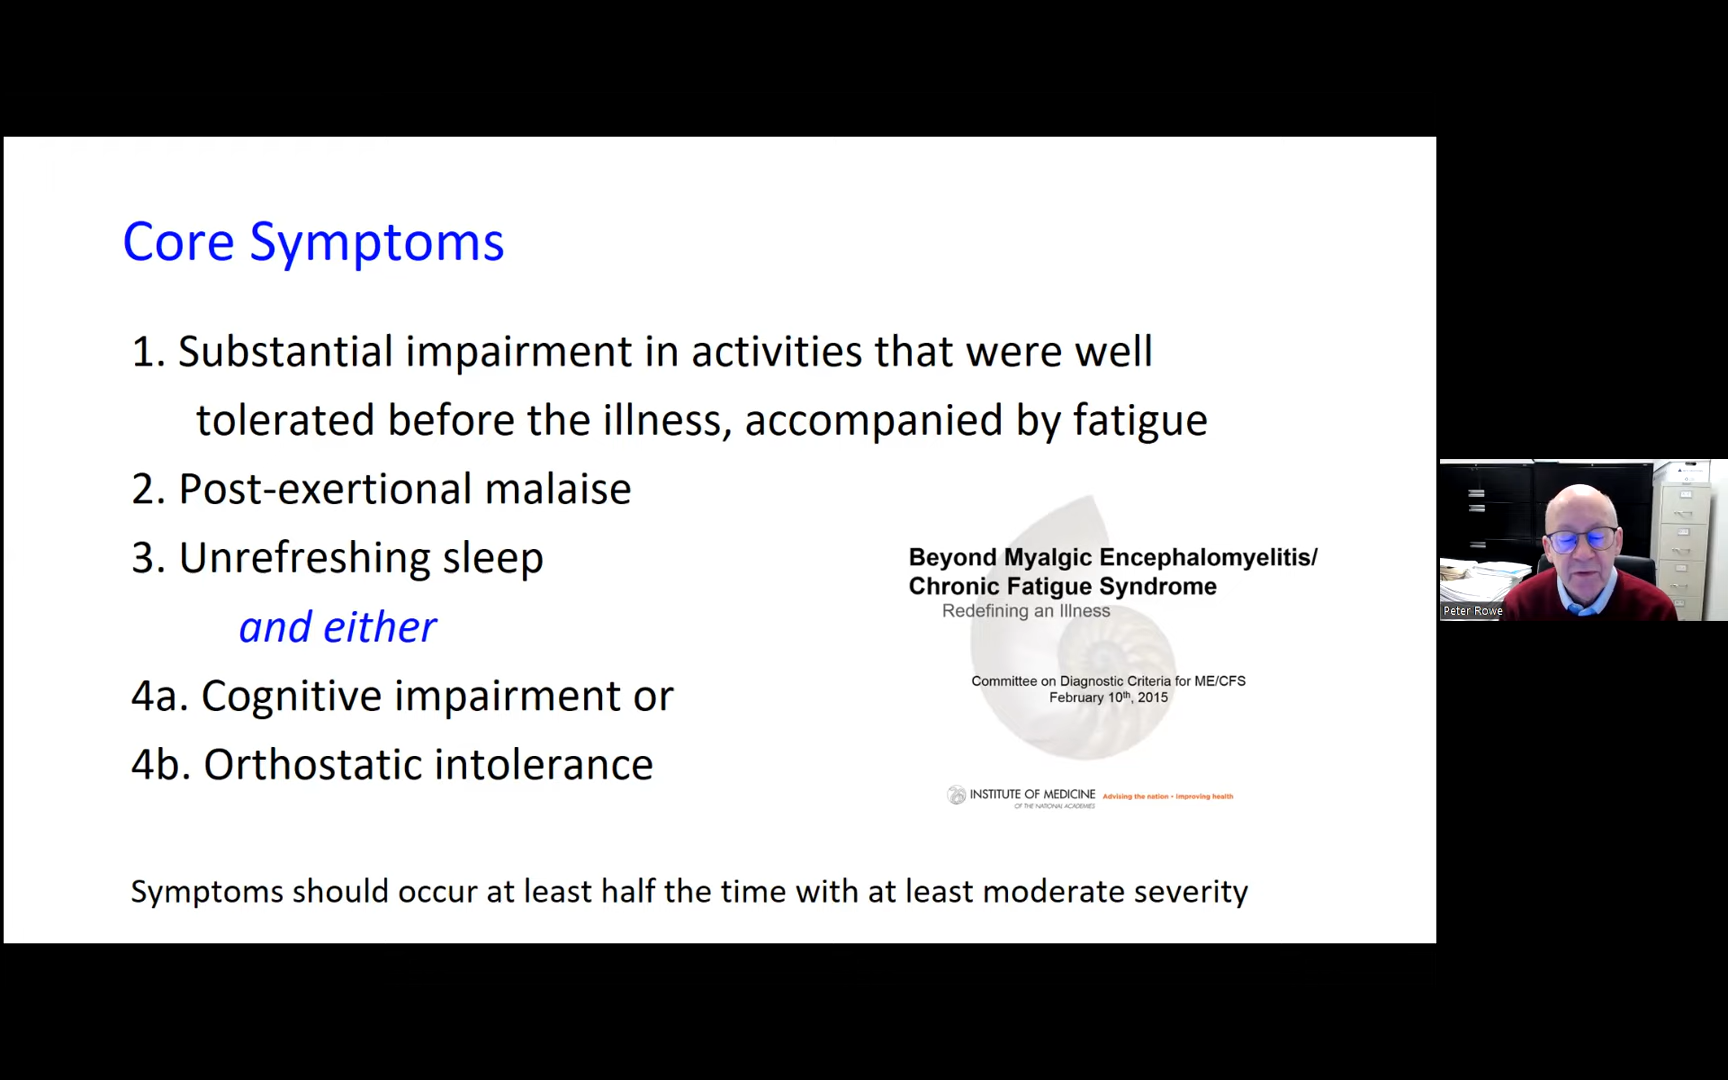 Core Symptoms
1. Substantial impairment in activities that were well
tolerated before the illness, accompanied by fatigue
2. Post-exertional malaise
3. Unrefreshing sleep
and either
4a. Cognitive impairment or
4b. Orthostatic intolerance
Beyond Myalgic Encephalomyelitis/
Chronic Fatigue Syndrome
Redefining an Illness
Committee on Diagnostic Criteria for ME/CFS
February 10th, 2015
INSTITUTE OF MEDICINE
OF THE NATIONAL ACADEMIES
Advising the nation • Improving health
Symptoms should occur at least half the time with at least moderate severity
Peter Rowe